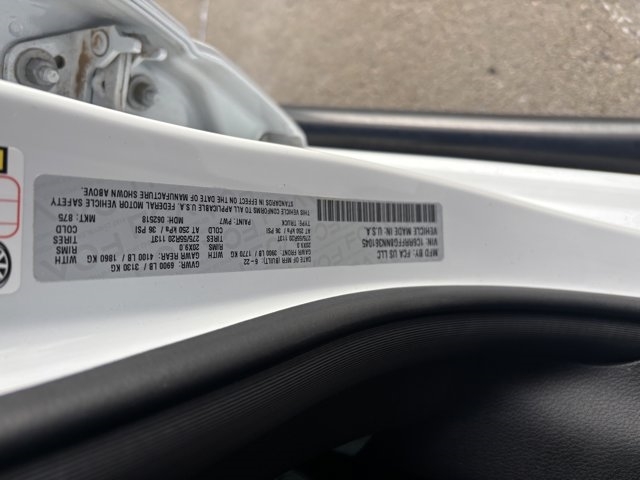 MFD BY: FCA US LLC
DATE OF MFR (BUILT): 6-22
GVWR: 6900 LB / 3130 KG
GAWR FRONT: 3900 LB 1770 KG
WITH
TIRES
275/55R20 113T
RIMS
20X9.0
AT 250 kPa / 36 PSI
COLD
GAWR REAR: 4100 LB 1860 KG
WITH
TIRES
275/55R20 113T
RIMS
20X9.0
AT 250 kPa / 36 PSI
COLD
THIS VEHICLE CONFORMS TO ALL APPLICABLE U.S.A. FEDERAL MOTOR VEHICLE SAFETY
STANDARDS IN EFFECT ON THE DATE OF MANUFACTURE SHOWN ABOVE.
VEHICLE MADE IN: U.S.A.
TYPE: TRUCK
PAINT: PW7
MDH: 062818
MKT: 875